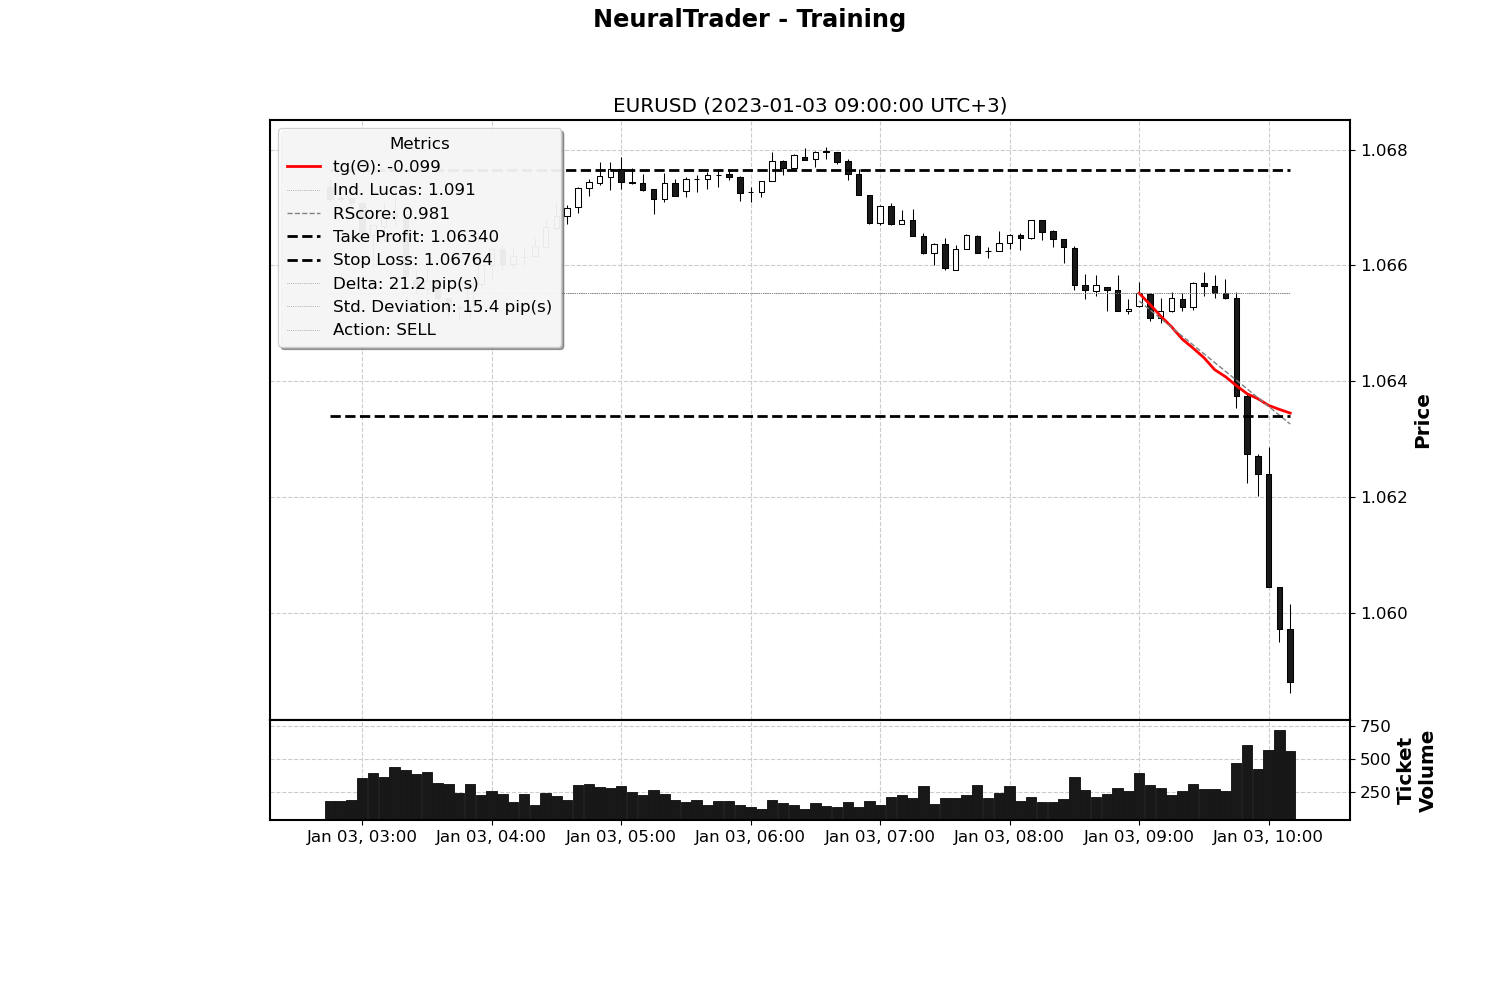 NeuralTrader - Training
EURUSD (2023-01-03 09:00:00 UTC+3)
Metrics
tg(Θ): -0.099
Ind. Lucas: 1.091
RScore: 0.981
Take Profit: 1.06340
Stop Loss: 1.06764
Delta: 21.2 pip(s)
Std. Deviation: 15.4 pip(s)
Action: SELL
1.068
1.066
1.064
1.062
1.060
Price
750
500
250
Ticket
Volume
Jan 03, 03:00
Jan 03, 04:00
Jan 03, 05:00
Jan 03, 06:00
Jan 03, 07:00
Jan 03, 08:00
Jan 03, 09:00
Jan 03, 10:00